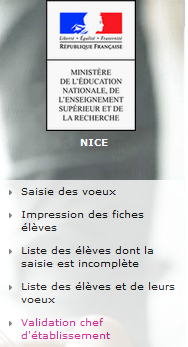 Liberté • Égalité • Fraternité
RÉPUBLIQUE FRANÇAISE
MINISTÈRE
DE L'ÉDUCATION
NATIONALE, DE
L'ENSEIGNEMENT
SUPÉRIEUR ET DE
LA RECHERCHE
NICE
Saisie des voeux
Impression des fiches
élèves
Liste des élèves dont la
saisie est incomplète
Liste des élèves et de leurs
voeux
Validation chef
d'établissement